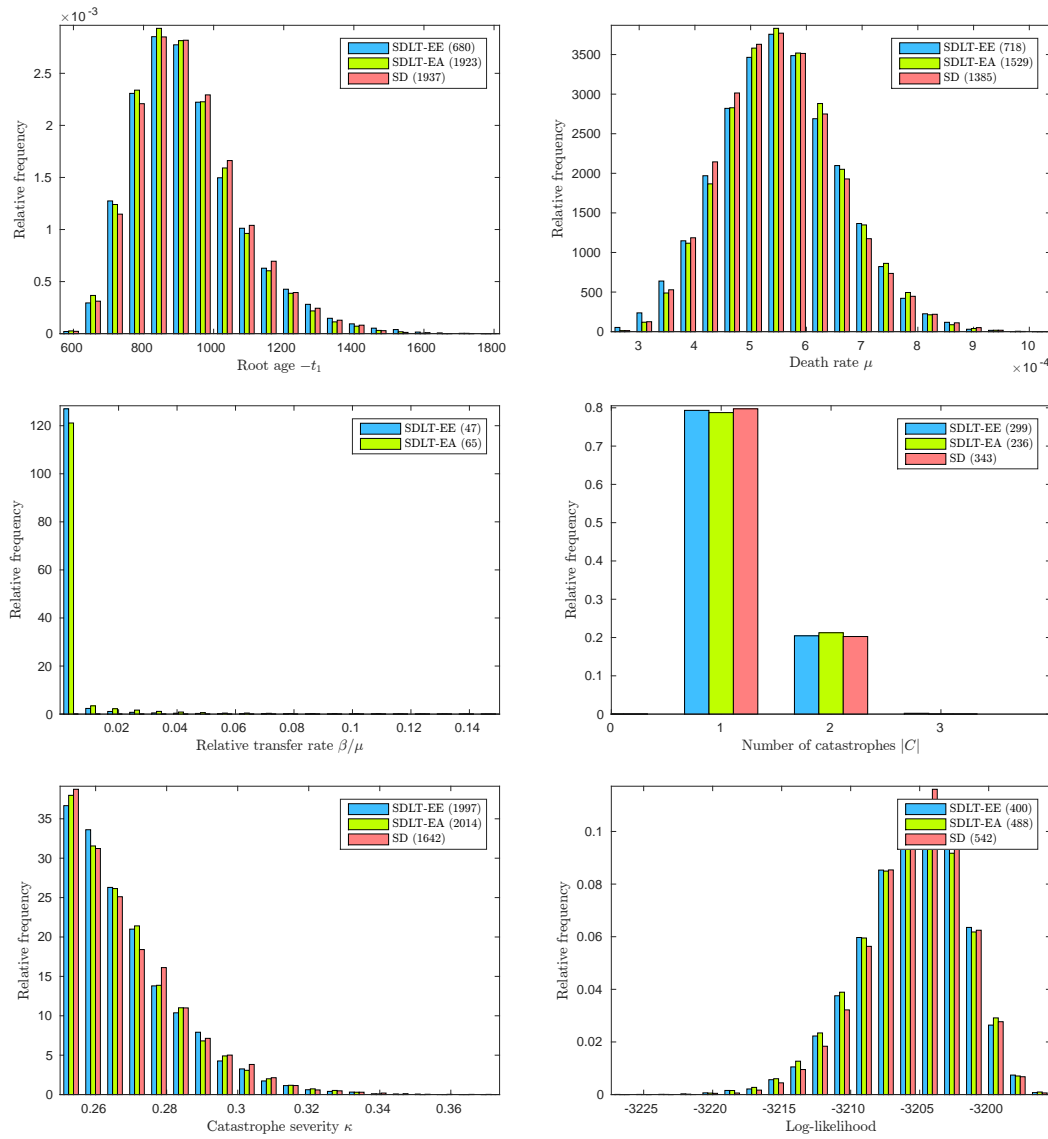 ×10⁻³
2.5
2
1.5
1
0.5
0
600 800 1000 1200 1400 1600 1800
Relative frequency
Root age −t₁
SDLT-EE (680)
SDLT-EA (1923)
SD (1937)
3500
3000
2500
2000
1500
1000
500
0
3 4 5 6 7 8 9 10
×10⁻⁴
Relative frequency
Death rate μ
SDLT-EE (718)
SDLT-EA (1529)
SD (1385)
120
100
80
60
40
20
0
0.02 0.04 0.06 0.08 0.1 0.12 0.14
Relative frequency
Relative transfer rate β/μ
SDLT-EE (47)
SDLT-EA (65)
0.8
0.7
0.6
0.5
0.4
0.3
0.2
0.1
0
0 1 2 3
Relative frequency
Number of catastrophes |C|
SDLT-EE (299)
SDLT-EA (236)
SD (343)
35
30
25
20
15
10
5
0
0.26 0.28 0.3 0.32 0.34 0.36
Relative frequency
Catastrophe severity κ
SDLT-EE (1997)
SDLT-EA (2014)
SD (1642)
0.1
0.08
0.06
0.04
0.02
0
-3225 -3220 -3215 -3210 -3205 -3200
Relative frequency
Log-likelihood
SDLT-EE (400)
SDLT-EA (488)
SD (542)